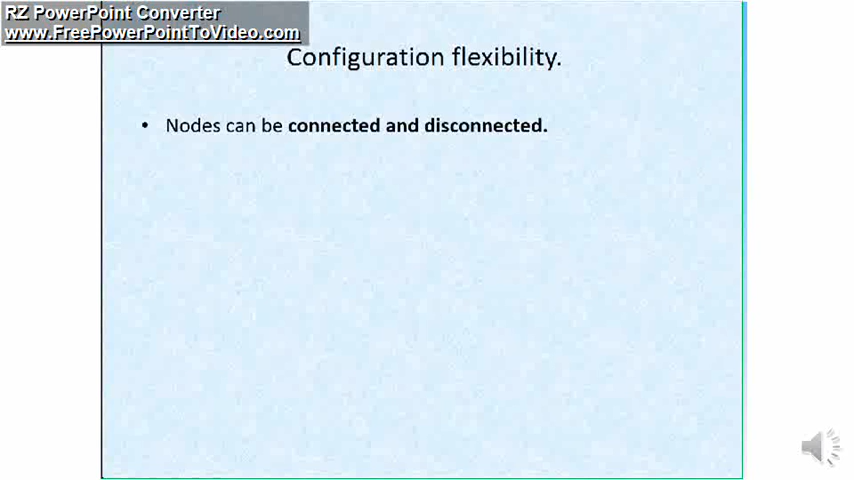 RZ PowerPoint Converter
www.FreePowerPointToVideo.com
Configuration flexibility.
• Nodes can be connected and disconnected.